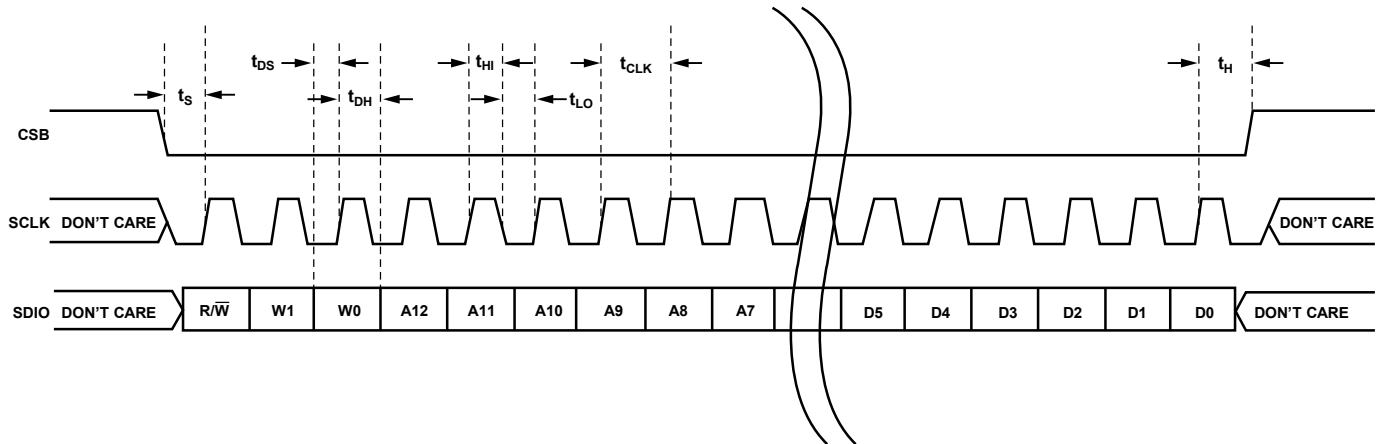 tDS
tHI
tCLK
tH
tS
tDH
tLO
CSB
SCLK DON'T CARE
DON'T CARE
SDIO DON'T CARE R/W̅ W1 W0 A12 A11 A10 A9 A8 A7 D5 D4 D3 D2 D1 D0 DON'T CARE